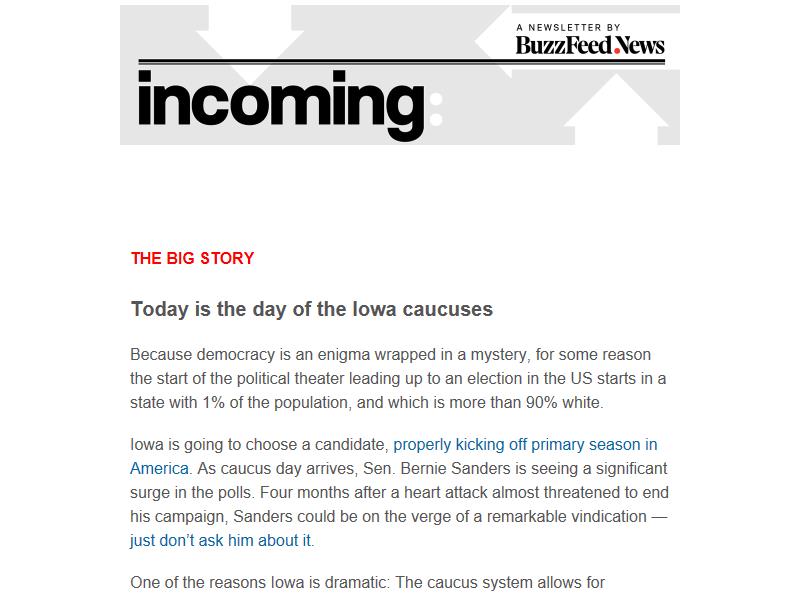 A NEWSLETTER BY
BuzzFeed.News
incoming:
THE BIG STORY
Today is the day of the Iowa caucuses
Because democracy is an enigma wrapped in a mystery, for some reason
the start of the political theater leading up to an election in the US starts in a
state with 1% of the population, and which is more than 90% white.
Iowa is going to choose a candidate, properly kicking off primary season in
America. As caucus day arrives, Sen. Bernie Sanders is seeing a significant
surge in the polls. Four months after a heart attack almost threatened to end
his campaign, Sanders could be on the verge of a remarkable vindication —
just don’t ask him about it.
One of the reasons Iowa is dramatic: The caucus system allows for